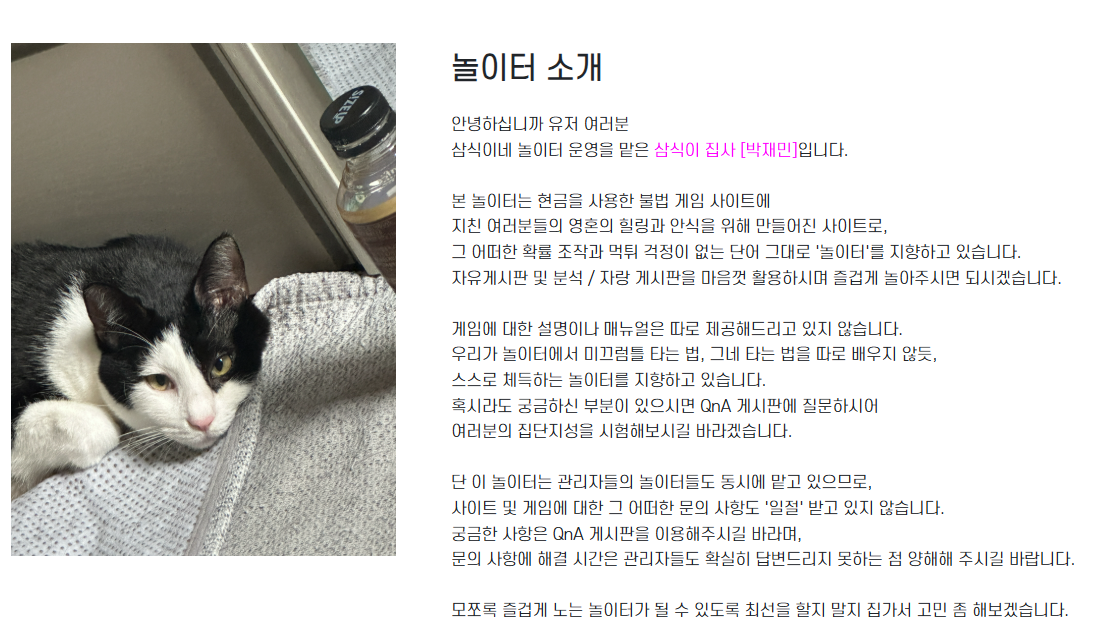 SIZEUP
놀이터 소개
안녕하십니까 유저 여러분
삼식이네 놀이터 운영을 맡은 삼식이 집사 [박재민]입니다.
본 놀이터는 현금을 사용한 불법 게임 사이트에
지친 여러분들의 영혼의 힐링과 안식을 위해 만들어진 사이트로,
그 어떠한 확률 조작과 먹튀 걱정이 없는 단어 그대로 '놀이터'를 지향하고 있습니다.
자유게시판 및 분석 / 자랑 게시판을 마음껏 활용하시며 즐겁게 놀아주시면 되시겠습니다.
게임에 대한 설명이나 매뉴얼은 따로 제공해드리고 있지 않습니다.
우리가 놀이터에서 미끄럼틀 타는 법, 그네 타는 법을 따로 배우지 않듯,
스스로 체득하는 놀이터를 지향하고 있습니다.
혹시라도 궁금하신 부분이 있으시면 QnA 게시판에 질문하시어
여러분의 집단지성을 시험해보시길 바라겠습니다.
단 이 놀이터는 관리자들의 놀이터들도 동시에 맡고 있으므로,
사이트 및 게임에 대한 그 어떠한 문의 사항도 '일절' 받고 있지 않습니다.
궁금한 사항은 QnA 게시판을 이용해주시길 바라며,
문의 사항에 해결 시간은 관리자들도 확실히 답변드리지 못하는 점 양해해 주시길 바랍니다.
모쪼록 즐겁게 노는 놀이터가 될 수 있도록 최선을 할지 말지 집가서 고민 좀 해보겠습니다.